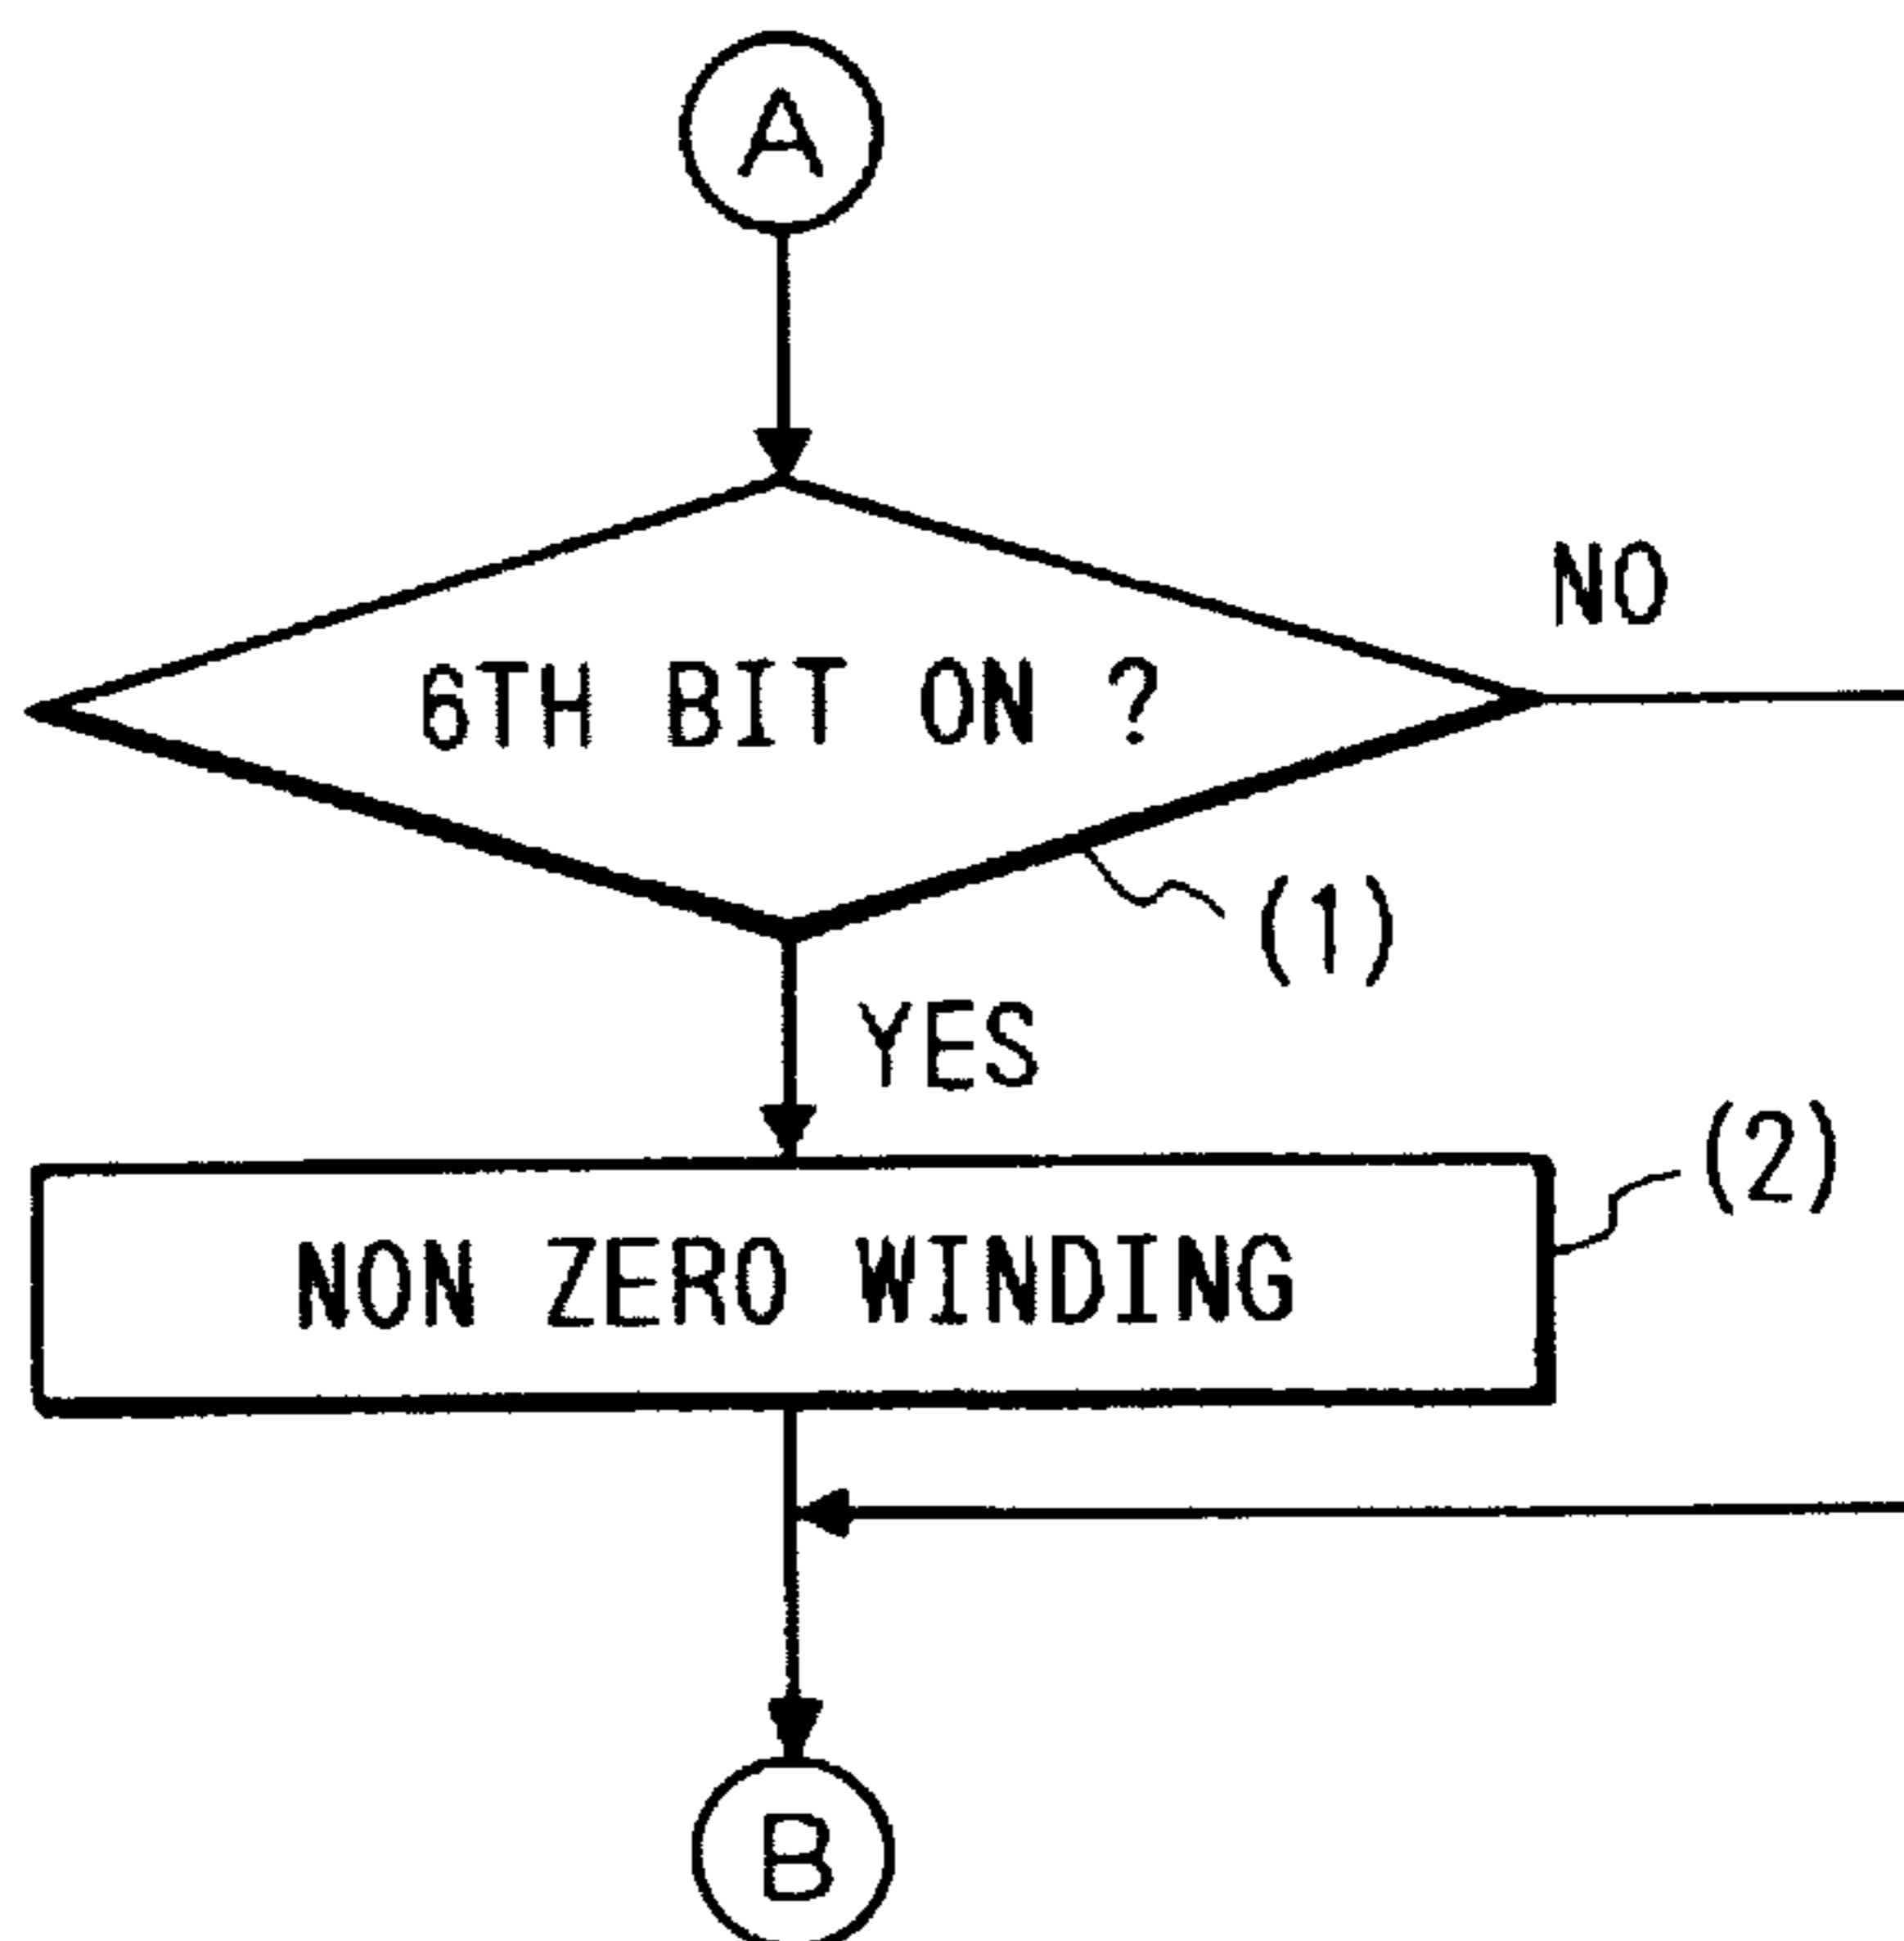 A
NO
6TH BIT ON ?
(1)
YES
(2)
NON ZERO WINDING
B